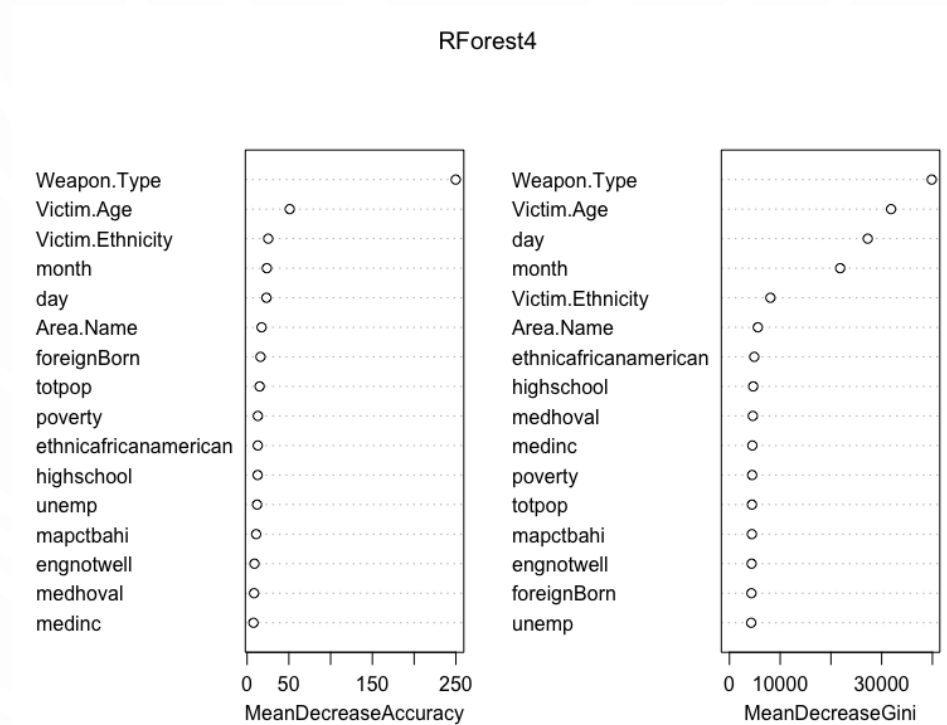 RForest4
Weapon.Type
Victim.Age
Victim.Ethnicity
month
day
Area.Name
foreignBorn
totpop
poverty
ethnicafricanamerican
highschool
unemp
mapctbahi
engnotwell
medhoval
medinc
0 50 150 250
MeanDecreaseAccuracy
Weapon.Type
Victim.Age
day
month
Victim.Ethnicity
Area.Name
ethnicafricanamerican
highschool
medhoval
medinc
poverty
totpop
mapctbahi
engnotwell
foreignBorn
unemp
0 10000 30000
MeanDecreaseGini